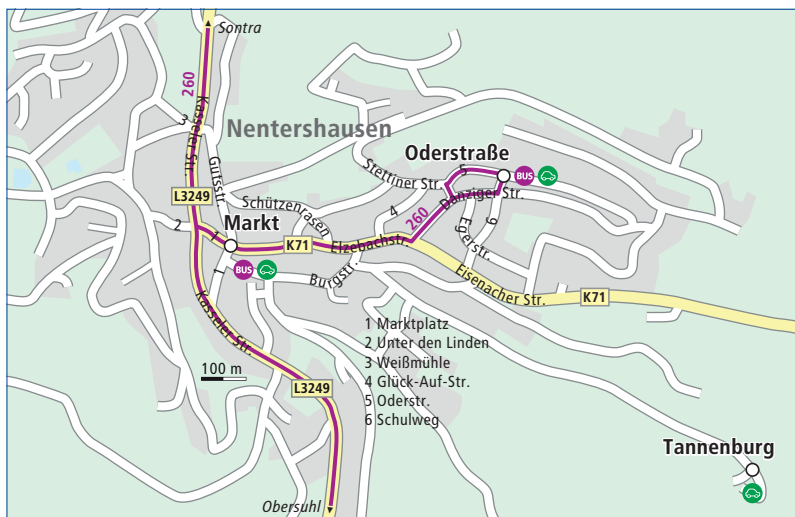 Sontra
260
Kasseler Str.
3
Nentershausen
Gutsstr.
Oderstraße
BUS
5
Stettiner Str.
Danziger Str.
L3249
Schützenrasen
4
260
6
Egerstr.
2
1
Markt
K71
Elzebachstr.
BUS
1
Burgstr.
Eisenacher Str.
K71
Kasseler Str.
1 Marktplatz
2 Unter den Linden
3 Weißmühle
4 Glück-Auf-Str.
5 Oderstr.
6 Schulweg
100 m
L3249
Tannenburg
Obersuhl